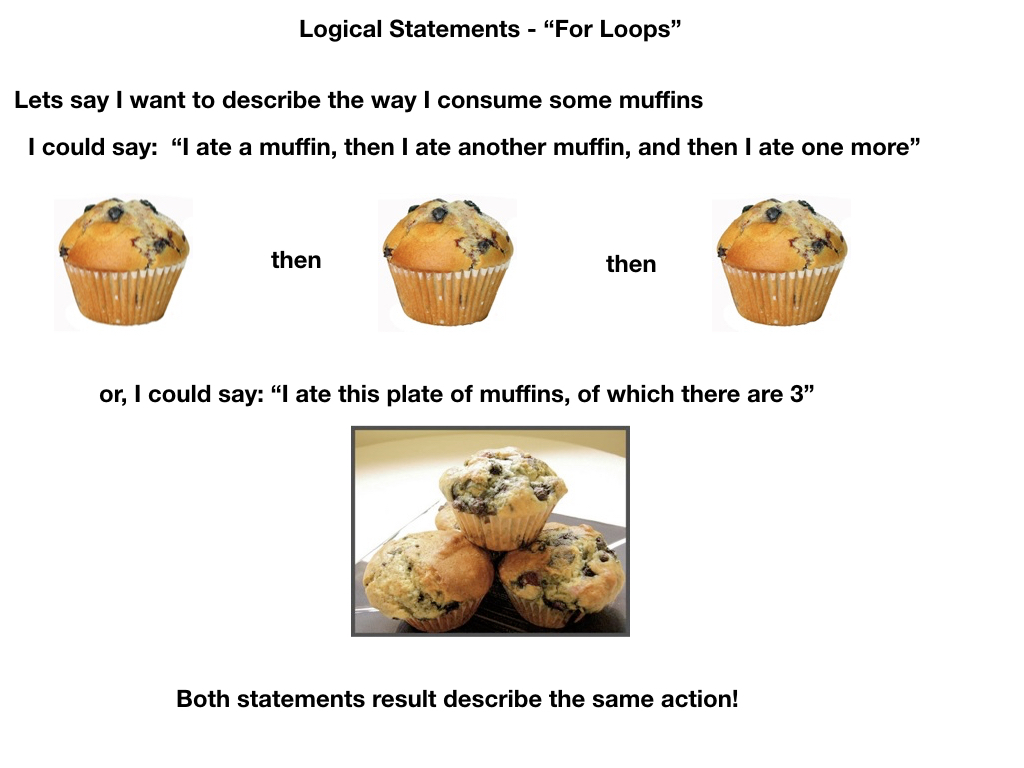 Logical Statements - “For Loops”
Lets say I want to describe the way I consume some muffins
I could say:  “I ate a muffin, then I ate another muffin, and then I ate one more”
then
then
or, I could say: “I ate this plate of muffins, of which there are 3”
Both statements result describe the same action!